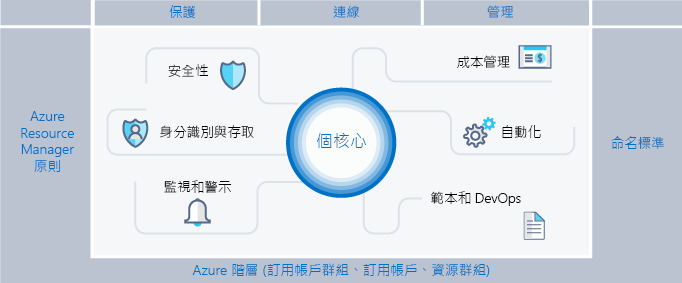 保護
連線
管理
安全性
成本管理
Azure
Resource
Manager
原則
身分識別與存取
個核心
自動化
命名標準
監視和警示
範本和 DevOps
Azure 階層 (訂用帳戶群組、訂用帳戶、資源群組)